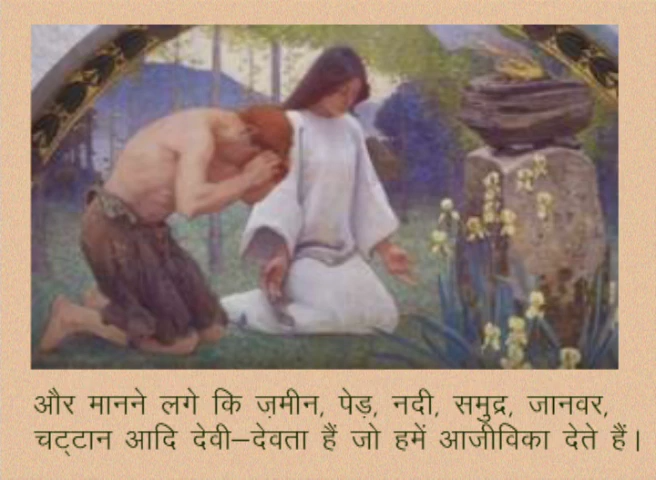 और मानने लगे कि ज़मीन, पेड़, नदी, समुद्र, जानवर,
चट्टान आदि देवी–देवता हैं जो हमें आजीविका देते हैं।